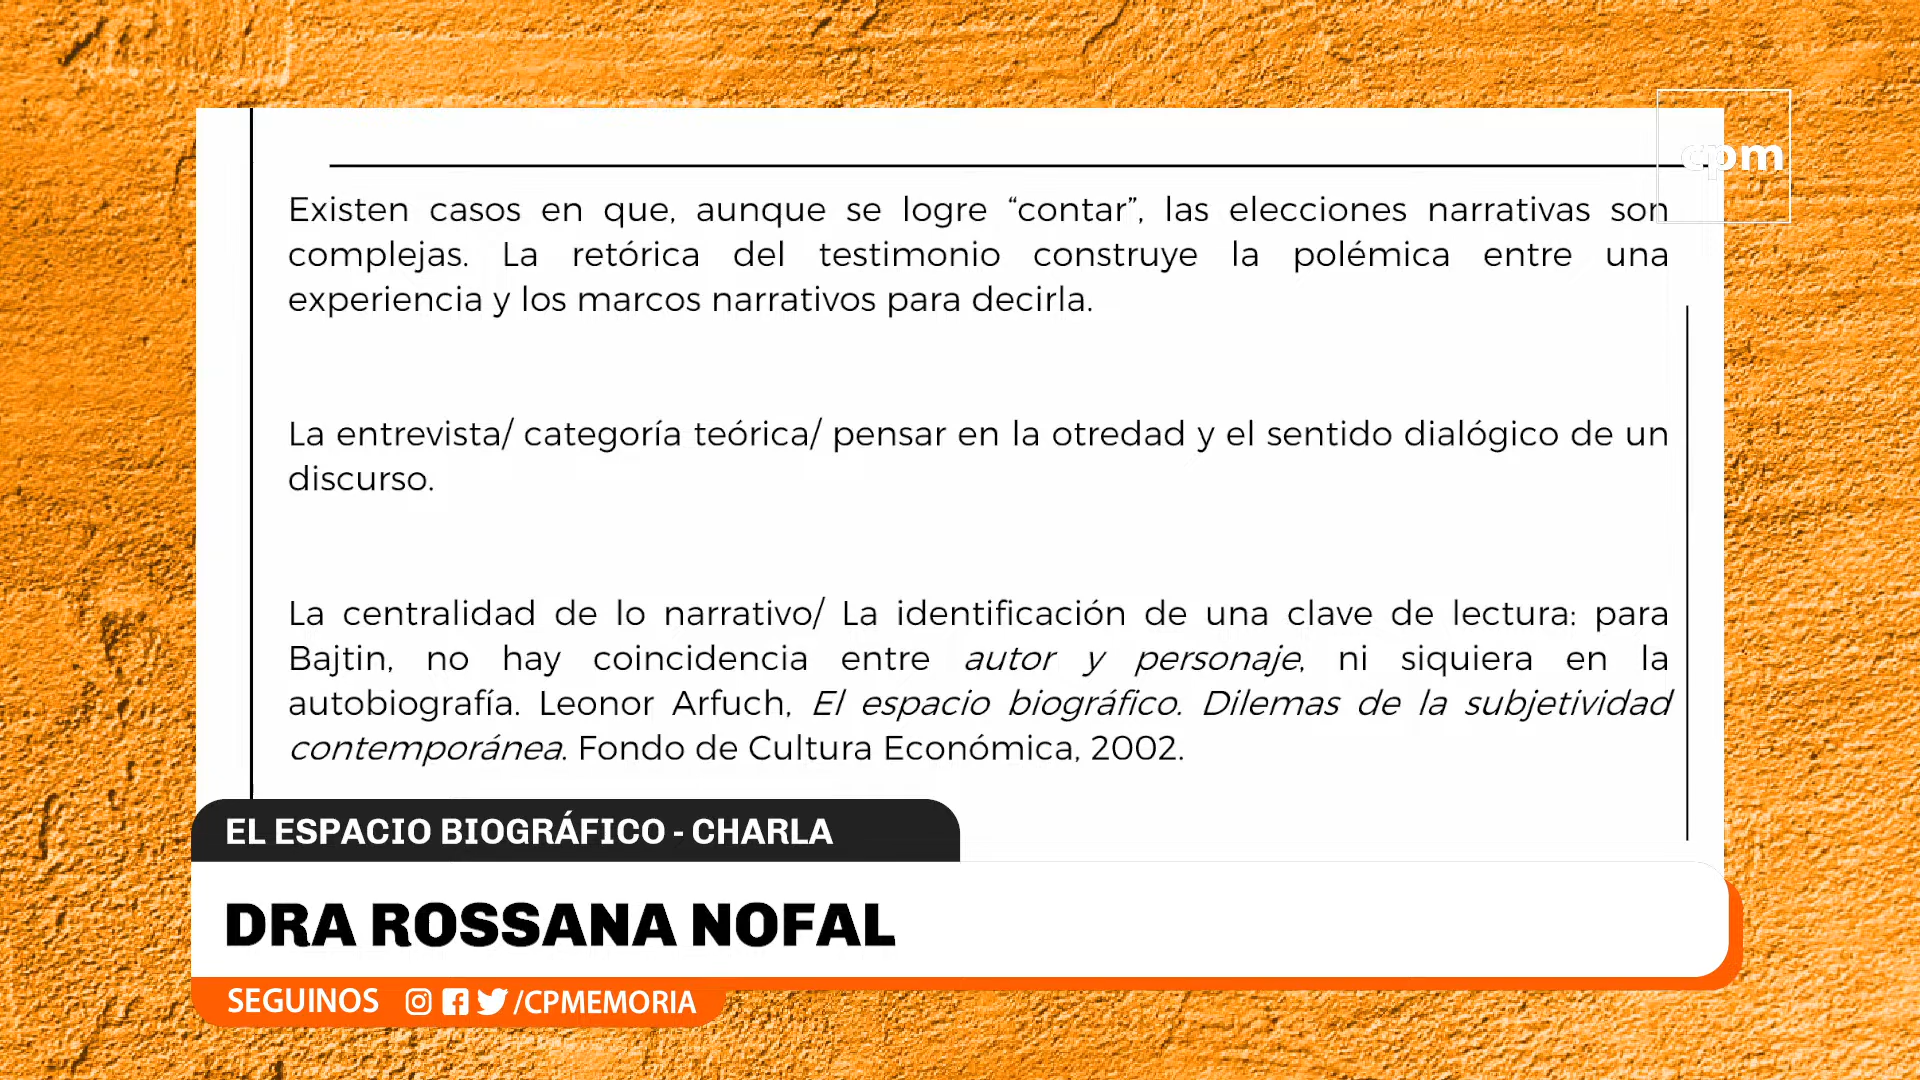 cpm
Existen casos en que, aunque se logre “contar”, las elecciones narrativas son
complejas. La retórica del testimonio construye la polémica entre una
experiencia y los marcos narrativos para decirla.
La entrevista/ categoría teórica/ pensar en la otredad y el sentido dialógico de un
discurso.
La centralidad de lo narrativo/ La identificación de una clave de lectura: para
Bajtin, no hay coincidencia entre autor y personaje, ni siquiera en la
autobiografía. Leonor Arfuch, El espacio biográfico. Dilemas de la subjetividad
contemporánea. Fondo de Cultura Económica, 2002.
EL ESPACIO BIOGRÁFICO - CHARLA
DRA ROSSANA NOFAL
SEGUINOS /CPMEMORIA